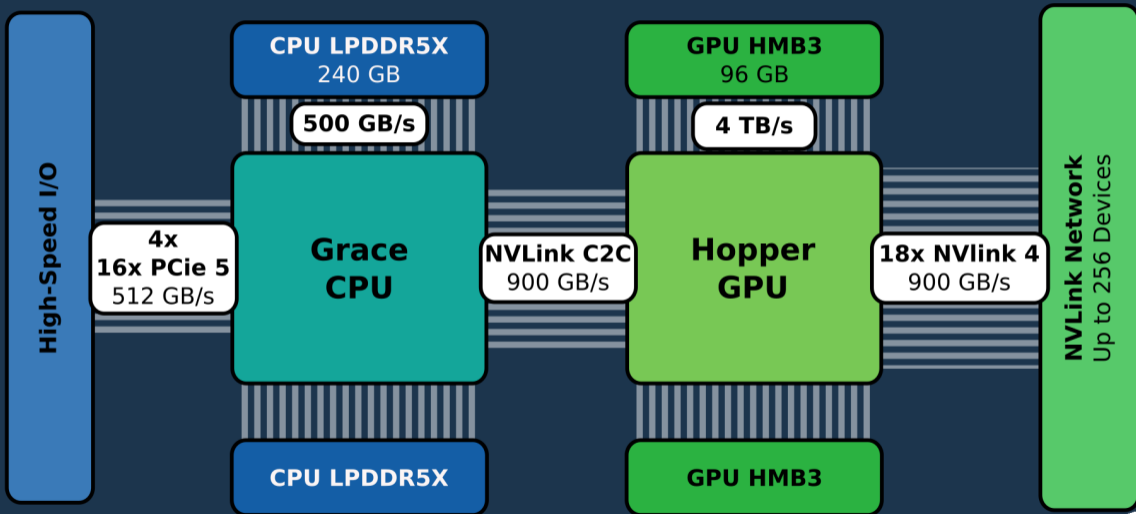 High-Speed I/O
CPU LPDDR5X
240 GB
500 GB/s
GPU HMB3
96 GB
4 TB/s
4x
16x PCie 5
512 GB/s
Grace
CPU
NVLink C2C
900 GB/s
Hopper
GPU
18x NVlink 4
900 GB/s
NVLink Network
Up to 256 Devices
CPU LPDDR5X
GPU HMB3